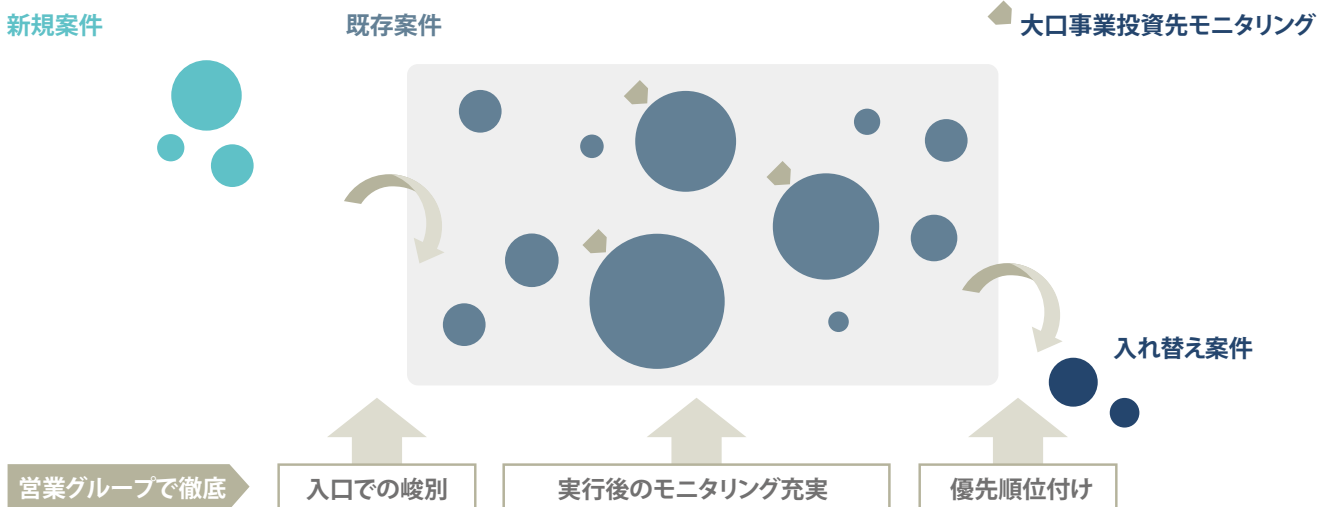 新規案件
既存案件
大口事業投資先モニタリング
入れ替え案件
営業グループで徹底
入口での峻別
実行後のモニタリング充実
優先順位付け